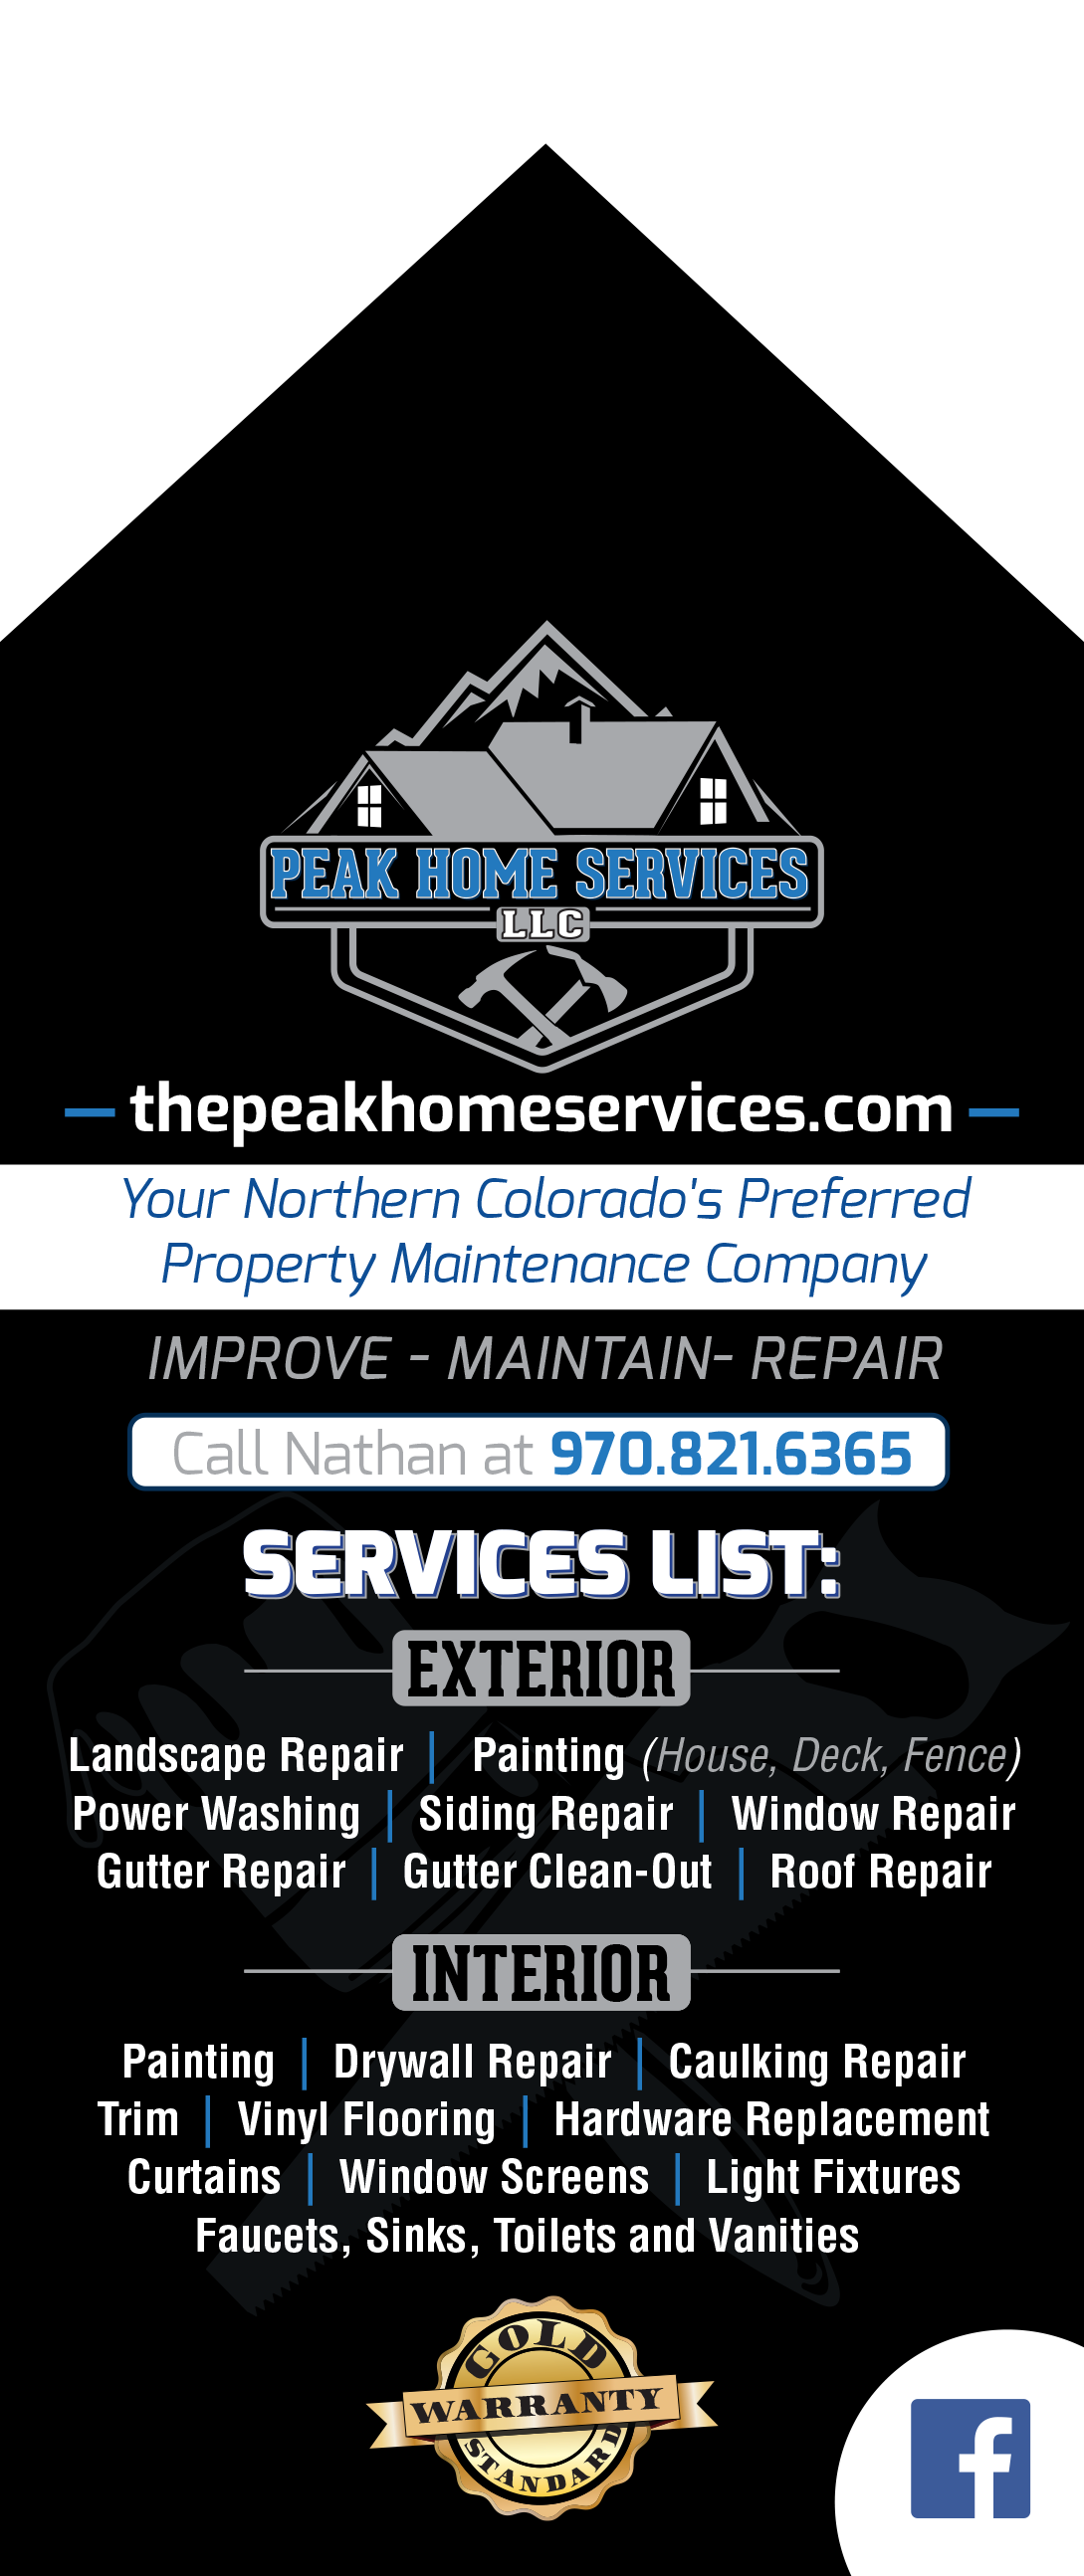 PEAK HOME SERVICES
LLC
thepeakhomeservices.com
Your Northern Colorado's Preferred
Property Maintenance Company
IMPROVE - MAINTAIN- REPAIR
Call Nathan at 970.821.6365
SERVICES LIST:
EXTERIOR
Landscape Repair | Painting (House, Deck, Fence)
Power Washing | Siding Repair | Window Repair
Gutter Repair | Gutter Clean-Out | Roof Repair
INTERIOR
Painting | Drywall Repair | Caulking Repair
Trim | Vinyl Flooring | Hardware Replacement
Curtains | Window Screens | Light Fixtures
Faucets, Sinks, Toilets and Vanities
GOLD
WARRANTY
STANDARD
f